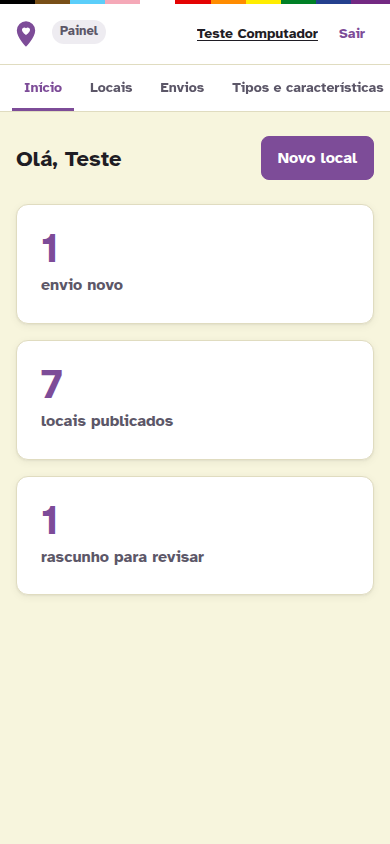 Painel
Teste Computador
Sair
Início
Locais
Envios
Tipos e características
Olá, Teste
Novo local
1
envio novo
7
locais publicados
1
rascunho para revisar